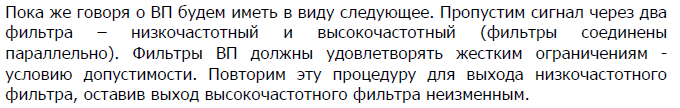 Пока же говоря о ВП будем иметь в виду следующее. Пропустим сигнал через два
фильтра – низкочастотный и высокочастотный (фильтры соединены
параллельно). Фильтры ВП должны удовлетворять жестким ограничениям -
условию допустимости. Повторим эту процедуру для выхода низкочастотного
фильтра, оставив выход высокочастотного фильтра неизменным.